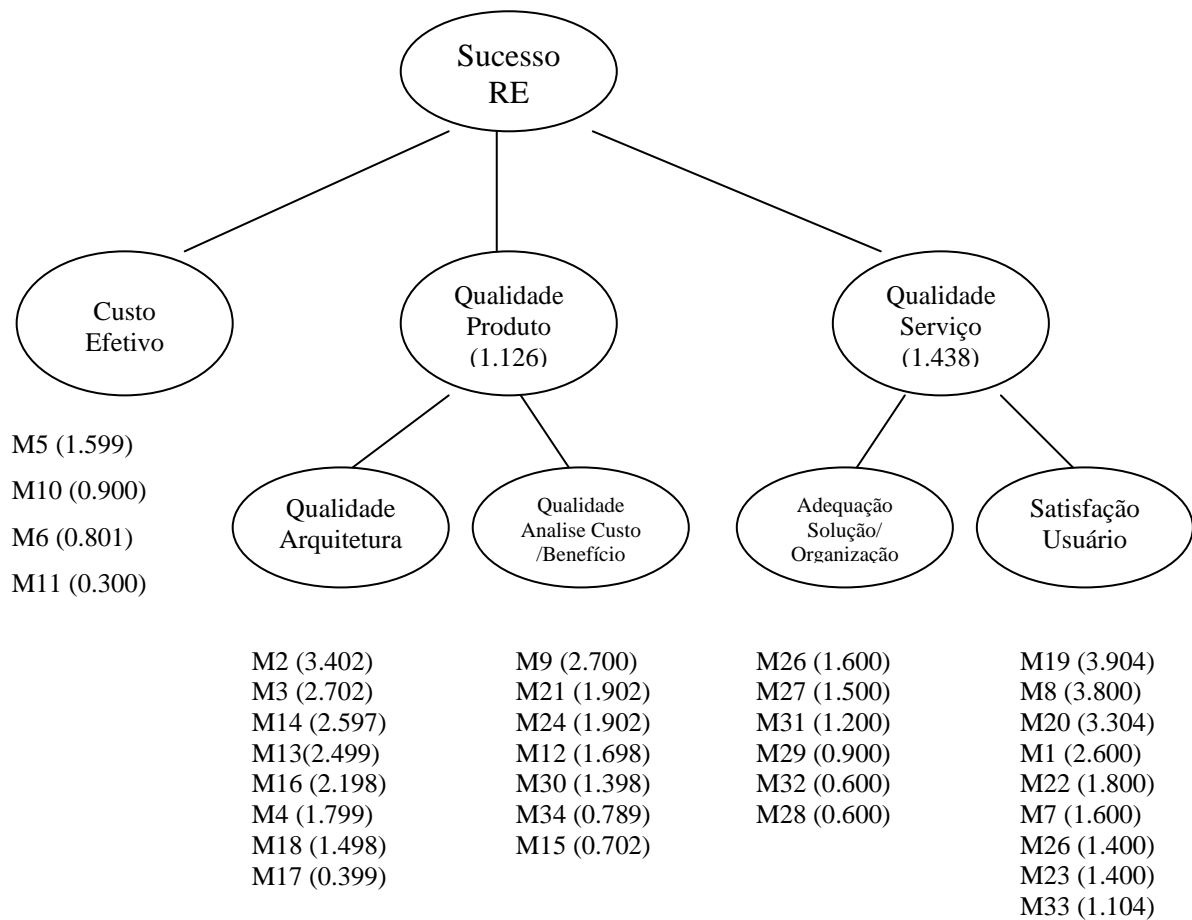 Sucesso
RE
Custo
Efetivo
Qualidade
Produto
(1.126)
Qualidade
Serviço
(1.438)
M5 (1.599)
M10 (0.900)
M6 (0.801)
M11 (0.300)
Qualidade
Arquitetura
Qualidade
Analise Custo
/Benefício
Adequação
Solução/
Organização
Satisfação
Usuário
M2 (3.402)
M3 (2.702)
M14 (2.597)
M13(2.499)
M16 (2.198)
M4 (1.799)
M18 (1.498)
M17 (0.399)
M9 (2.700)
M21 (1.902)
M24 (1.902)
M12 (1.698)
M30 (1.398)
M34 (0.789)
M15 (0.702)
M26 (1.600)
M27 (1.500)
M31 (1.200)
M29 (0.900)
M32 (0.600)
M28 (0.600)
M19 (3.904)
M8 (3.800)
M20 (3.304)
M1 (2.600)
M22 (1.800)
M7 (1.600)
M26 (1.400)
M23 (1.400)
M33 (1.104)